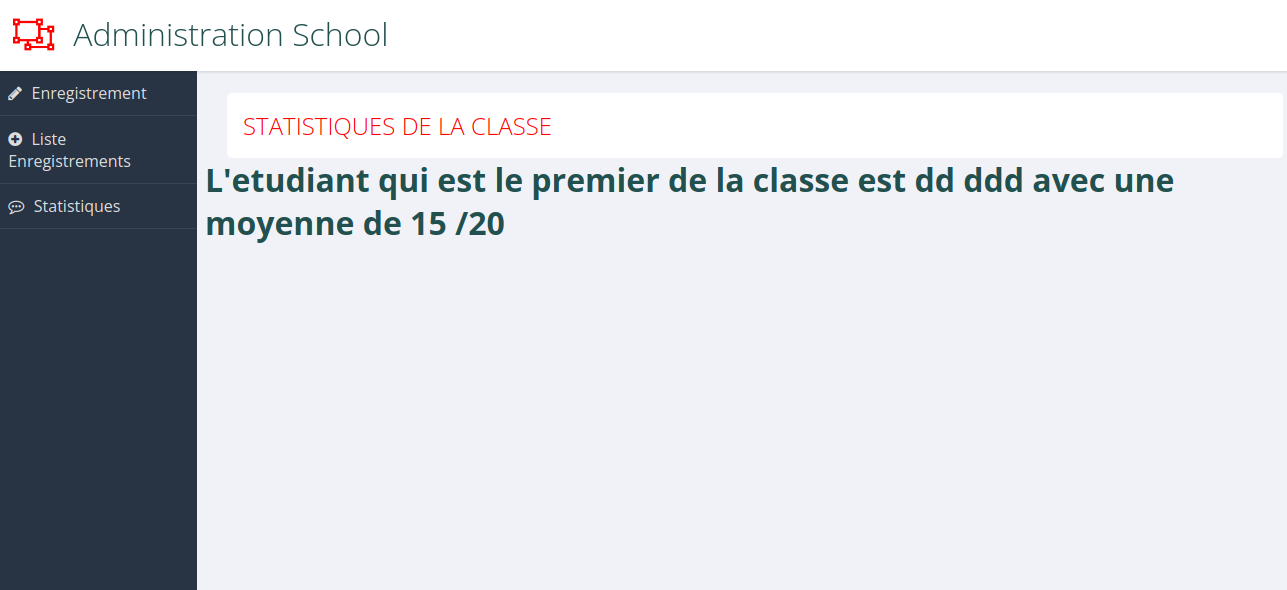 Administration School
Enregistrement
Liste
Enregistrements
Statistiques
STATISTIQUES DE LA CLASSE
L'etudiant qui est le premier de la classe est dd ddd avec une
moyenne de 15 /20